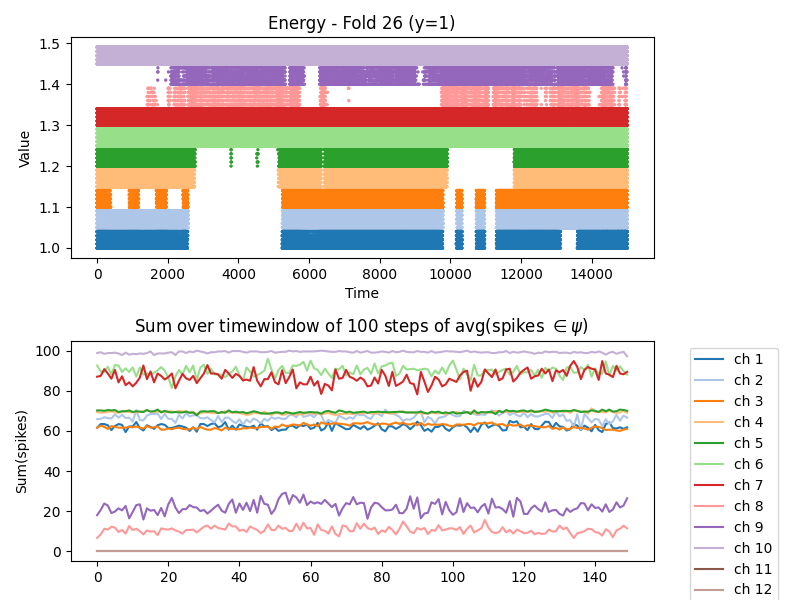 Energy - Fold 26 (y=1)
1.5
1.4
1.3
1.2
1.1
1.0
Value
0 2000 4000 6000 8000 10000 12000 14000
Time
Sum over timewindow of 100 steps of avg(spikes ∈ ψ)
100
80
60
40
20
0
Sum(spikes)
0 20 40 60 80 100 120 140
ch 1
ch 2
ch 3
ch 4
ch 5
ch 6
ch 7
ch 8
ch 9
ch 10
ch 11
ch 12